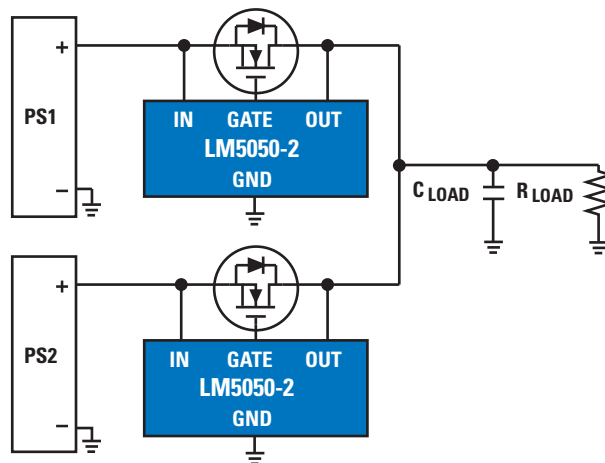 +
PS1
IN GATE OUT
LM5050-2
GND
−
C LOAD R LOAD
+
PS2
IN GATE OUT
LM5050-2
GND
−